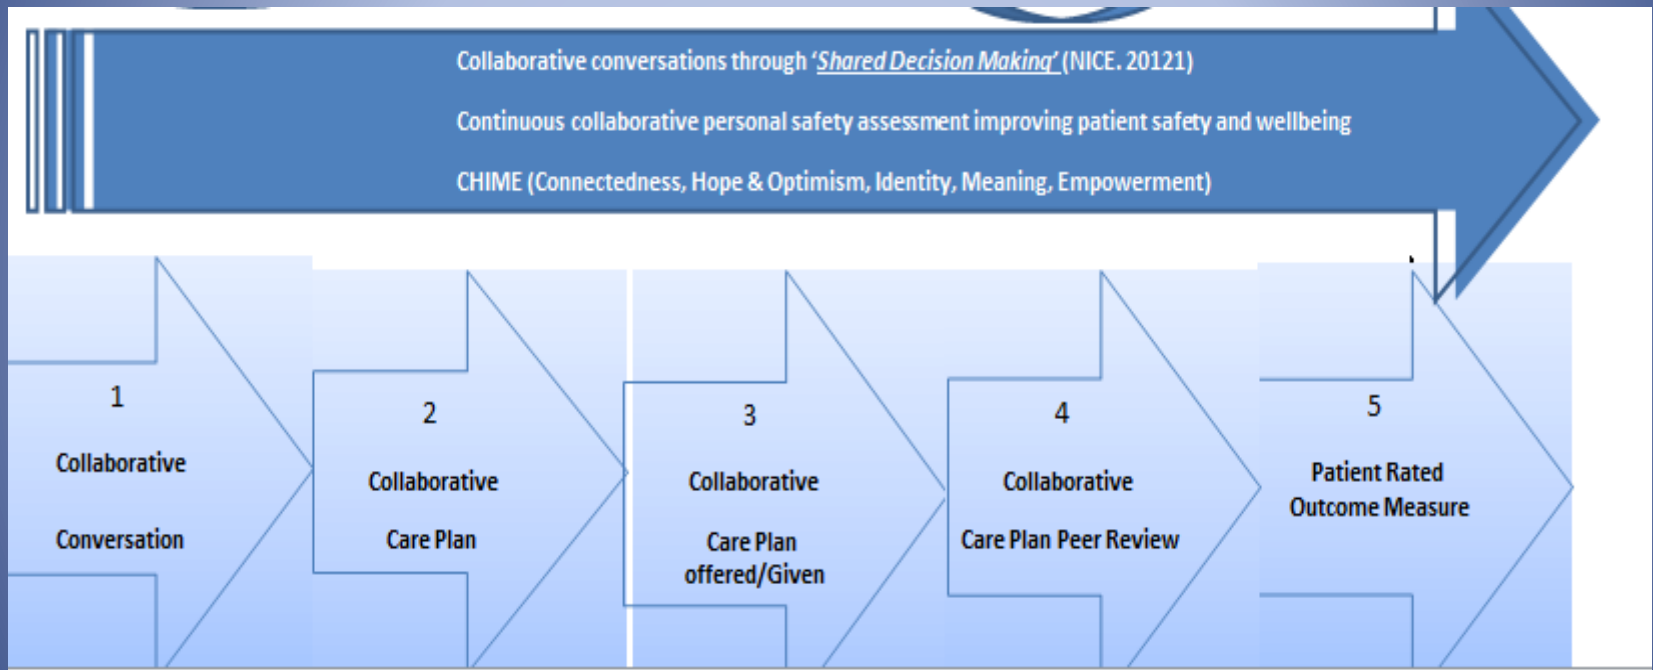 Collaborative conversations through ‘Shared Decision Making’ (NICE. 20121)
Continuous collaborative personal safety assessment improving patient safety and wellbeing
CHIME (Connectedness, Hope & Optimism, Identity, Meaning, Empowerment)
1
Collaborative
Conversation
2
Collaborative
Care Plan
3
Collaborative
Care Plan
offered/Given
4
Collaborative
Care Plan Peer Review
5
Patient Rated
Outcome Measure